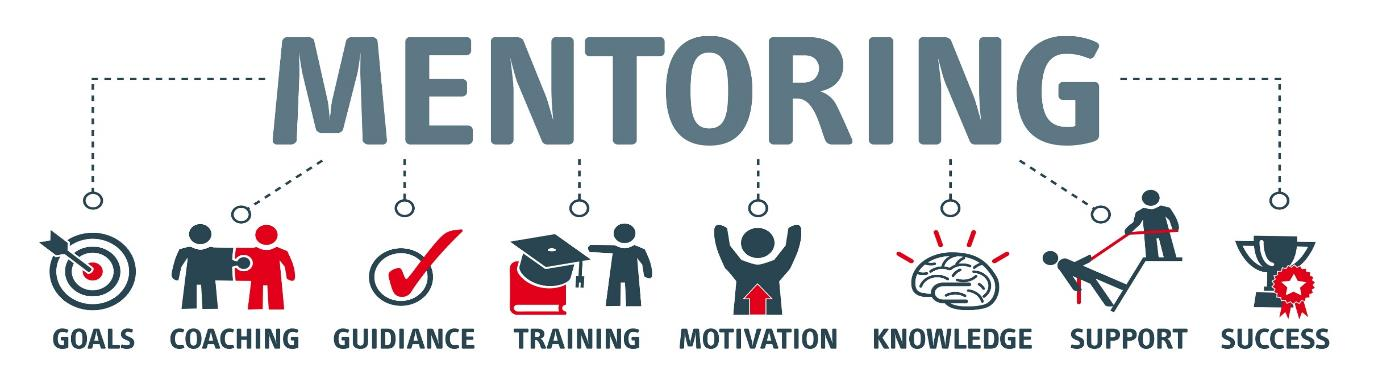 MENTORING
GOALS
COACHING
GUIDIANCE
TRAINING
MOTIVATION
KNOWLEDGE
SUPPORT
SUCCESS